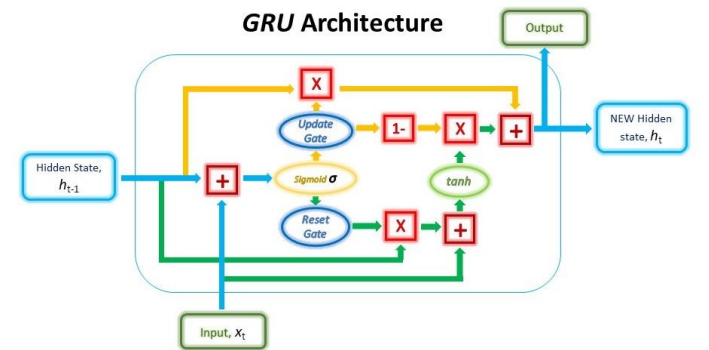 GRU Architecture
Output
X
Update
Gate
1-
X
+
NEW Hidden
state, ht
Hidden State,
ht-1
+
Sigmoid σ
tanh
Reset
Gate
X
+
Input, xt